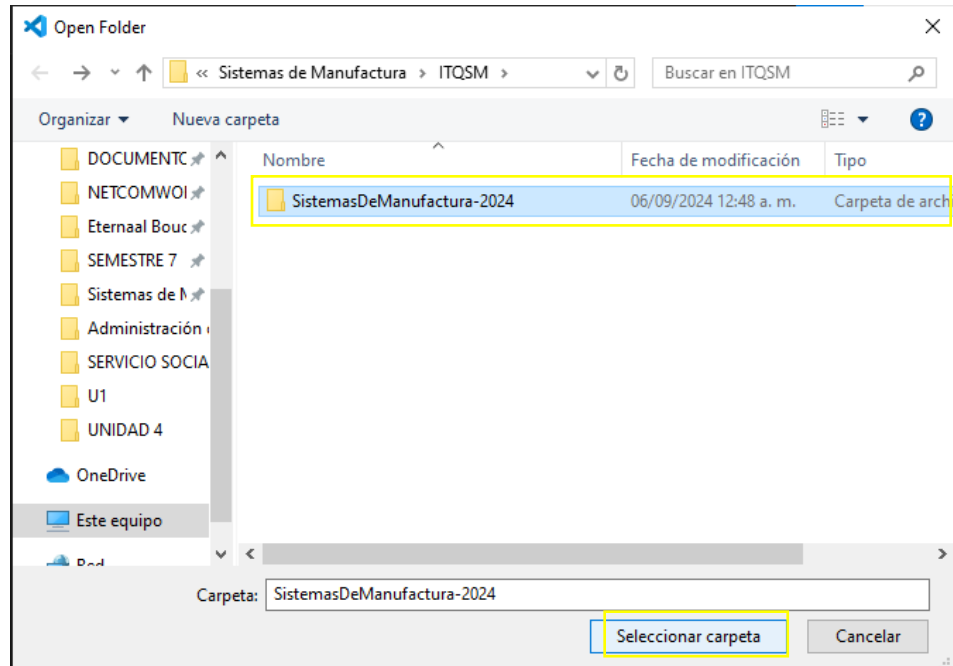 Open Folder
« Sistemas de Manufactura > ITQSM >
Buscar en ITQSM
Organizar
Nueva carpeta
?
Nombre
Fecha de modificación
Tipo
DOCUMENTC
NETCOMWOI
Eternaal Bouc
SEMESTRE 7
Sistemas de M
Administración
SERVICIO SOCIA
U1
UNIDAD 4
OneDrive
Este equipo
Red
SistemasDeManufactura-2024
06/09/2024 12:48 a. m.
Carpeta de archi
Carpeta:
SistemasDeManufactura-2024
Seleccionar carpeta
Cancelar